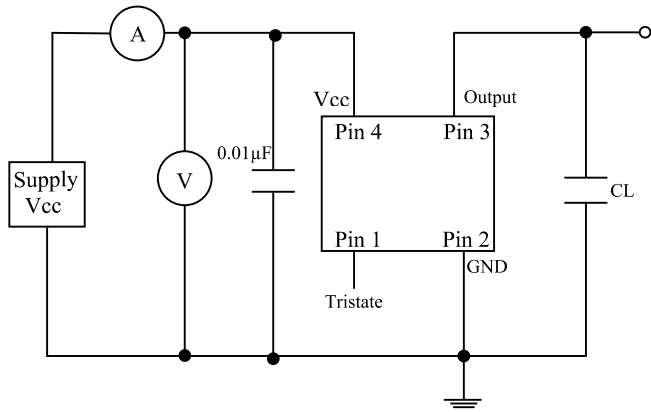 A
Vcc
Output
Pin 4
Pin 3
0.01µF
Supply
Vcc
V
CL
Pin 1
Pin 2
GND
Tristate